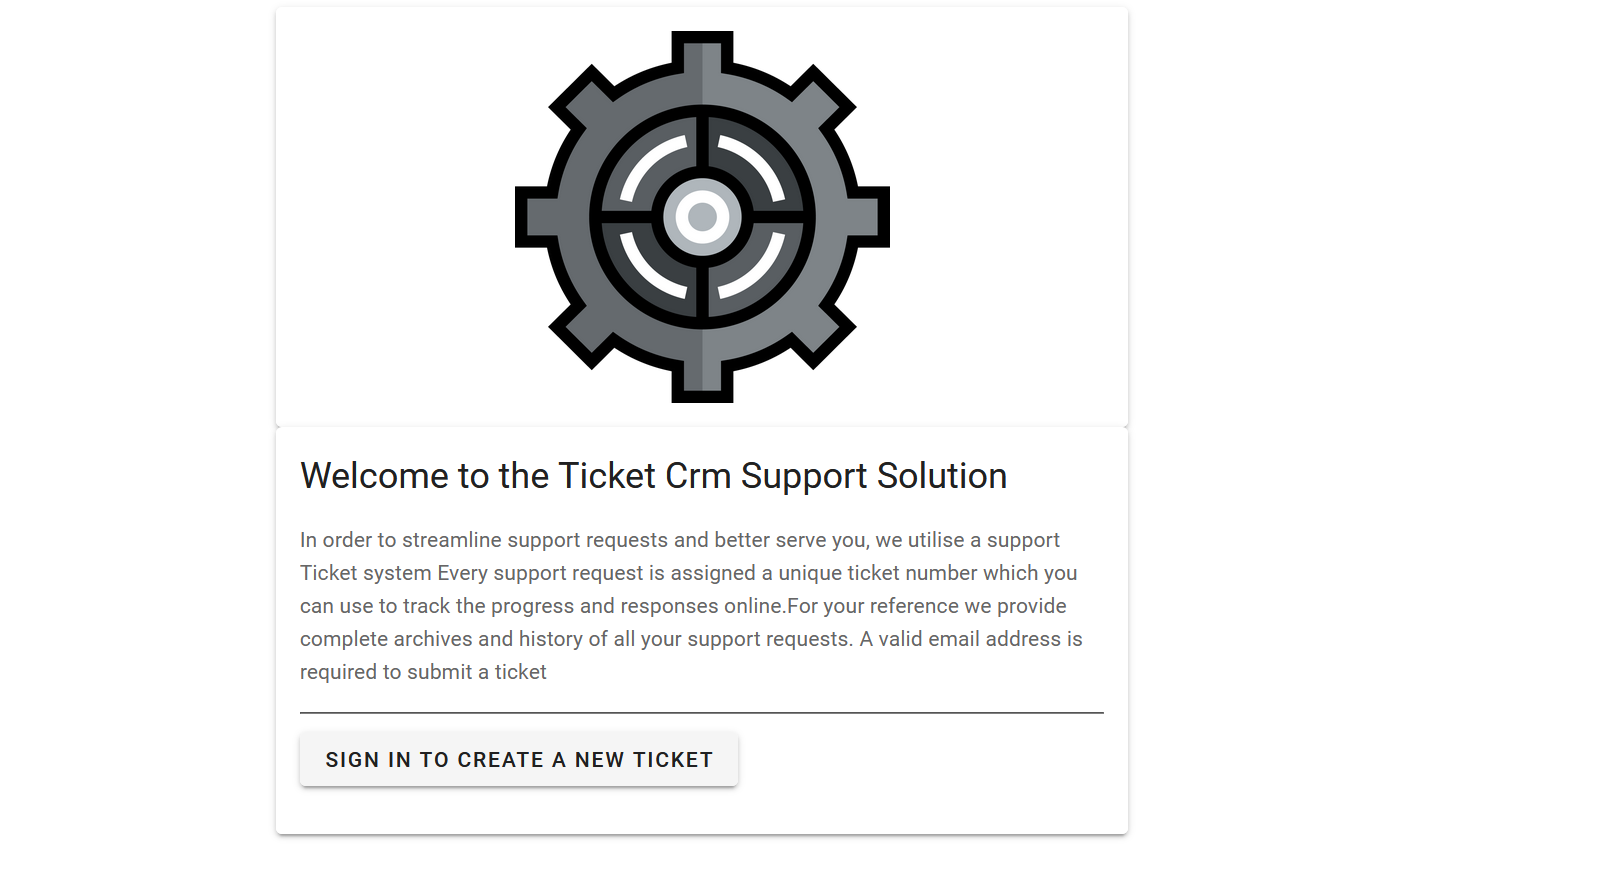 Welcome to the Ticket Crm Support Solution
In order to streamline support requests and better serve you, we utilise a support
Ticket system Every support request is assigned a unique ticket number which you
can use to track the progress and responses online.For your reference we provide
complete archives and history of all your support requests. A valid email address is
required to submit a ticket
SIGN IN TO CREATE A NEW TICKET